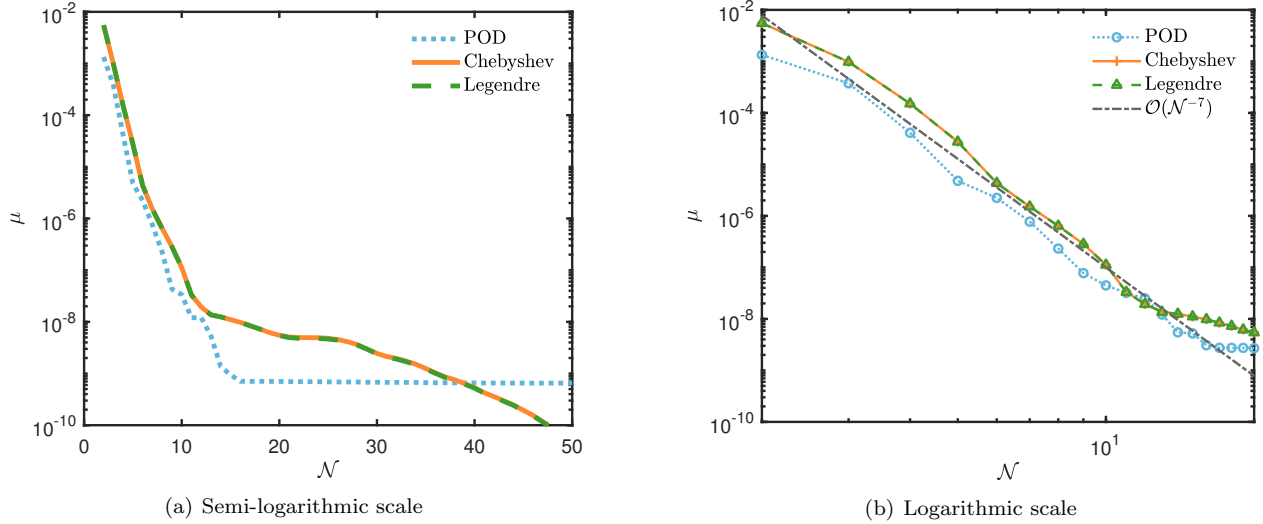 10^-2
10^-4
10^-6
10^-8
10^-10
μ
0 10 20 30 40 50
𝒩
POD
Chebyshev
Legendre
(a) Semi-logarithmic scale
10^-2
10^-4
10^-6
10^-8
10^-10
μ
10^1
𝒩
POD
Chebyshev
Legendre
𝒪(𝒩^−7)
(b) Logarithmic scale